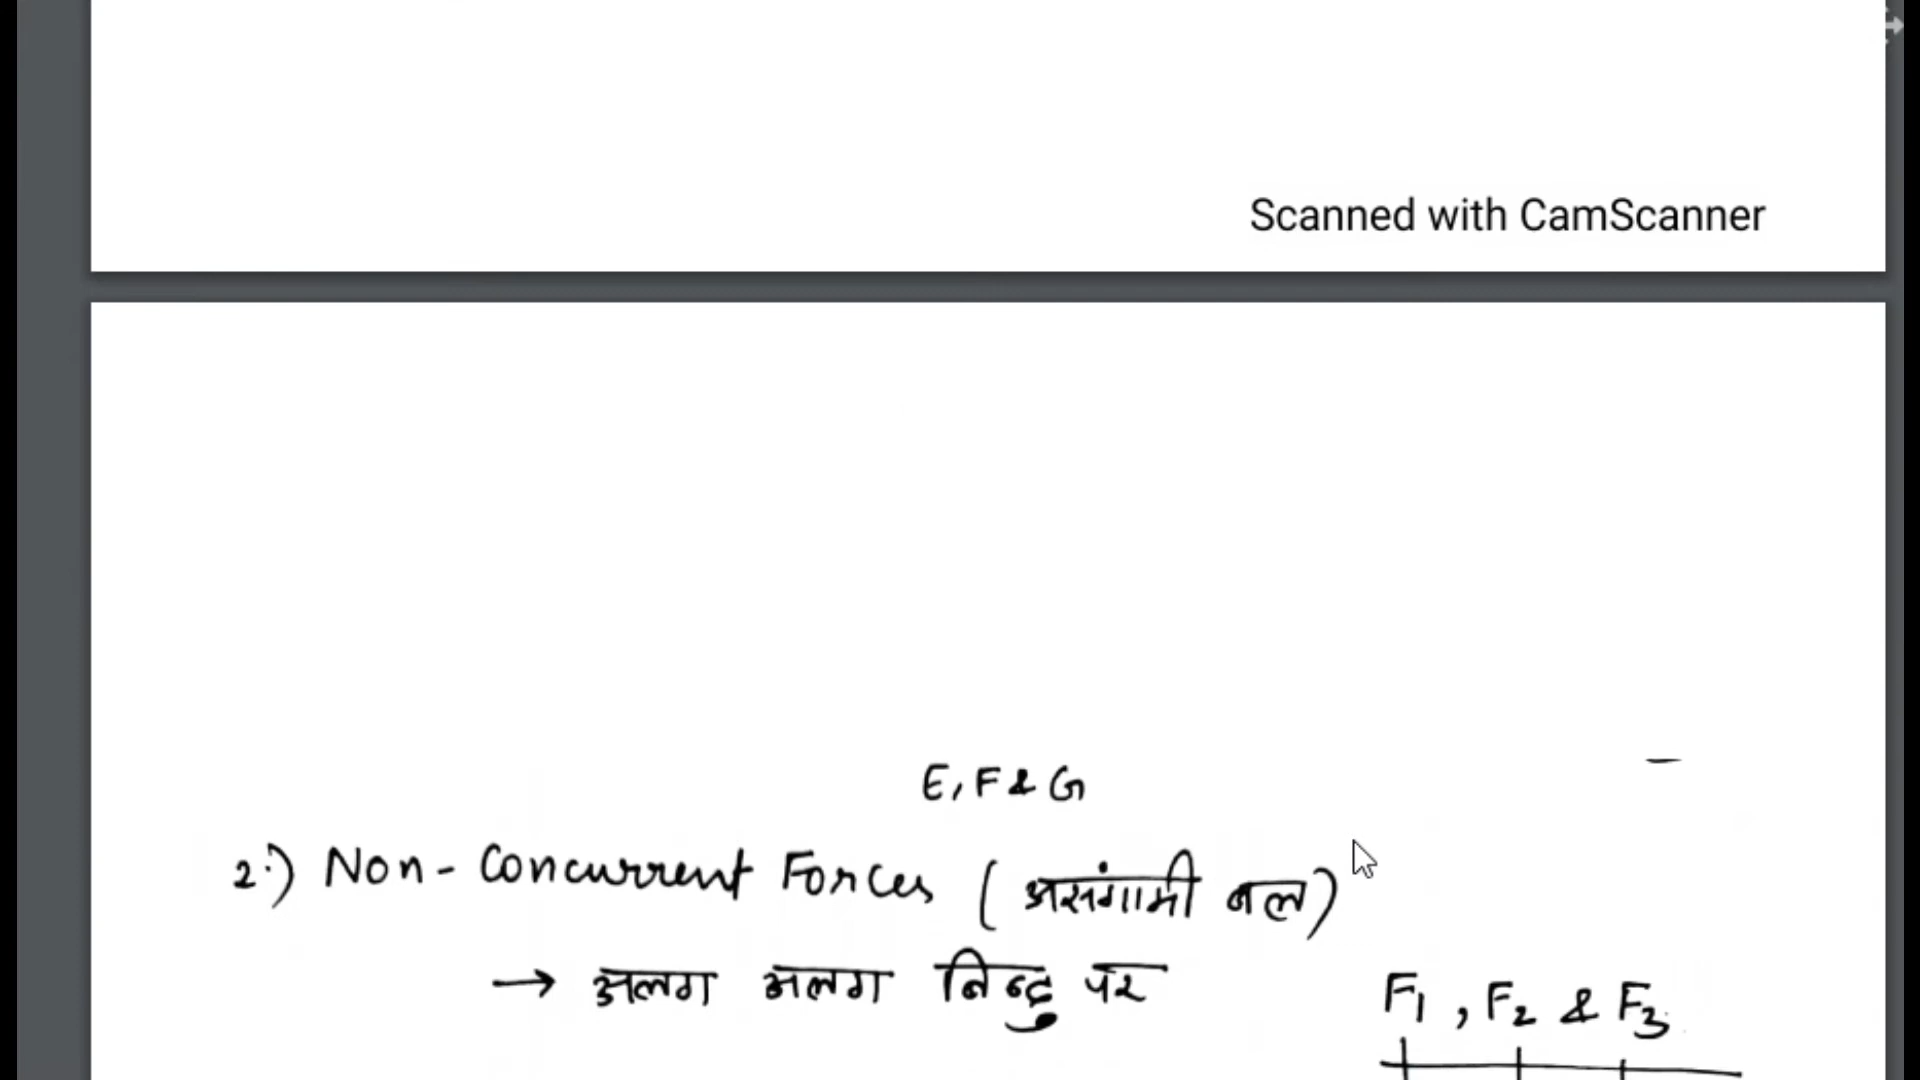 Scanned with CamScanner
E, F & G
2.) Non-Concurrent Forces (असंगामी बल)
→ अलग अलग बिन्दु पर
F1, F2 & F3